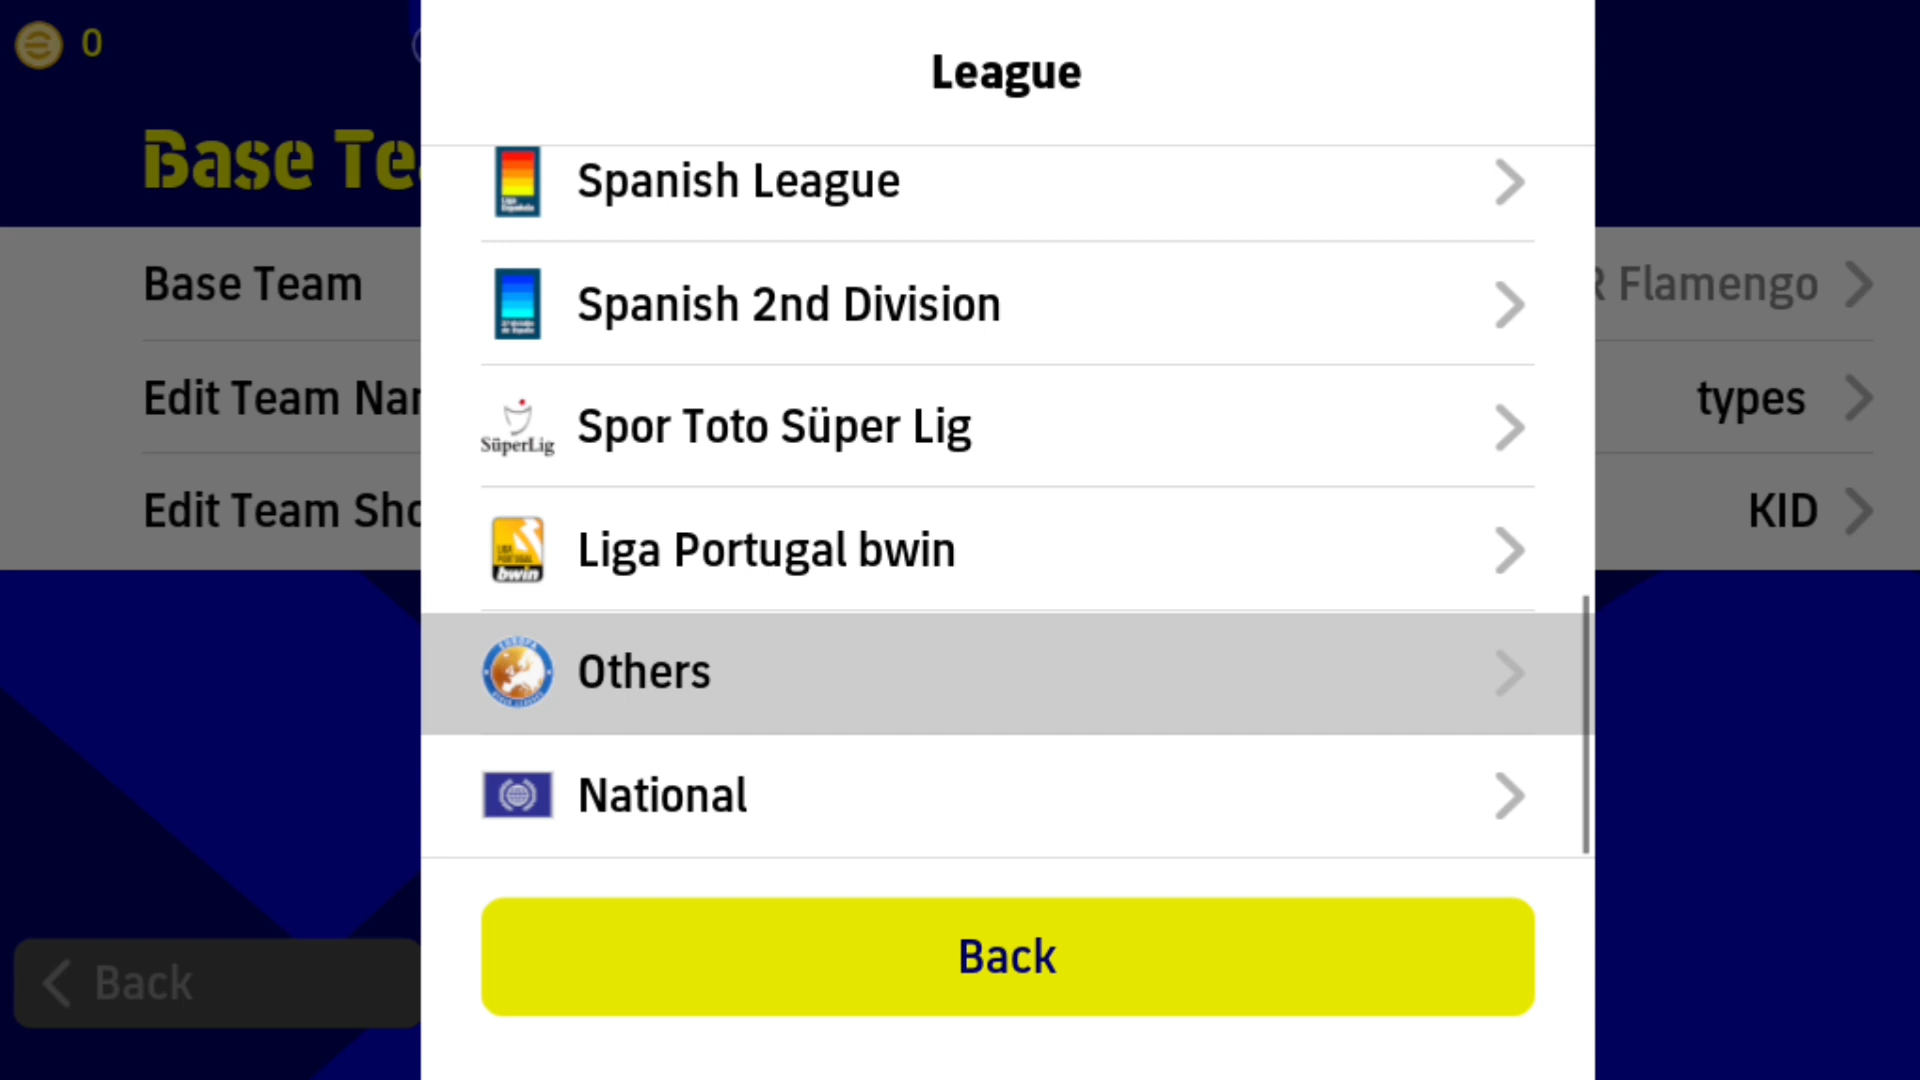 0
League
Base Te
Spanish League
Spanish 2nd Division
SüperLig
Spor Toto Süper Lig
bwin
Liga Portugal bwin
Others
National
Base Team
Flamengo
Edit Team Nar
types
Edit Team Sho
KID
Back
Back